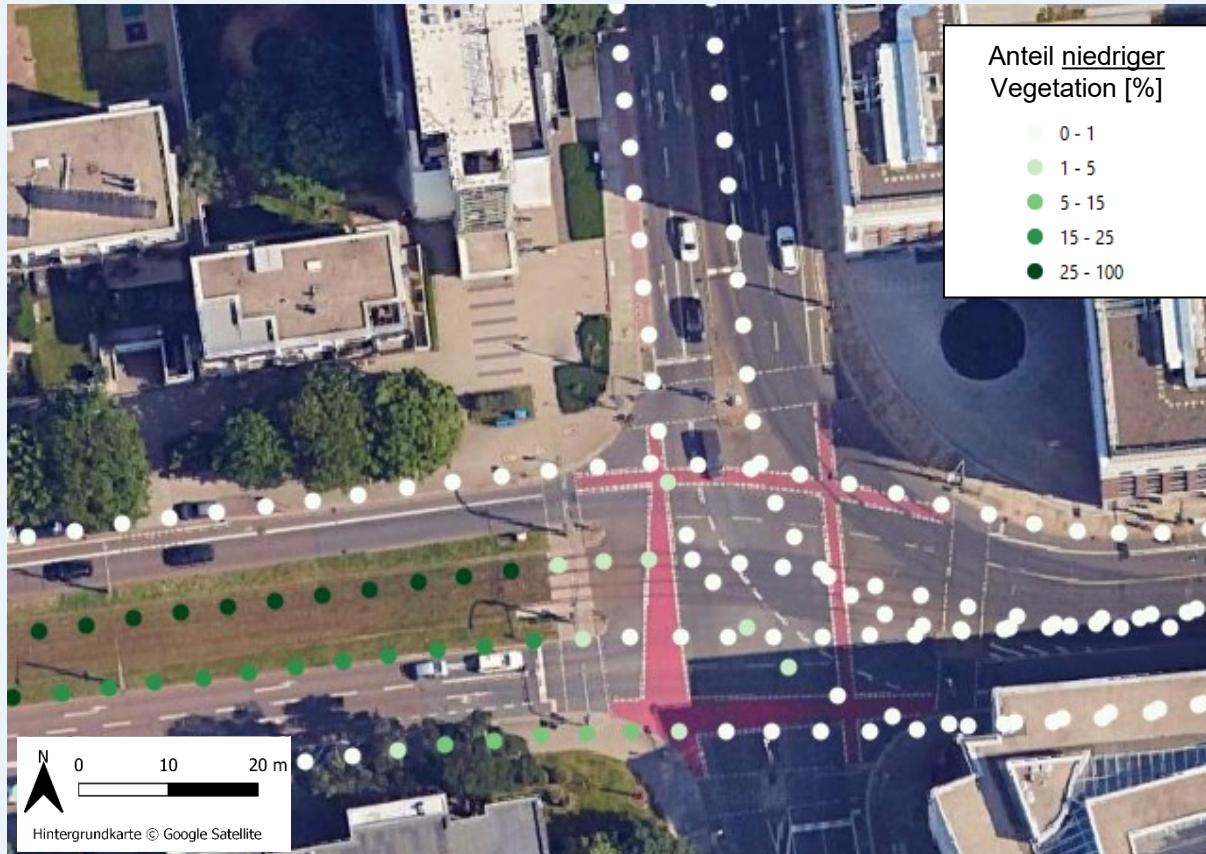 Anteil niedriger
Vegetation [%]
0 - 1
1 - 5
5 - 15
15 - 25
25 - 100
N
0 10 20 m
Hintergrundkarte © Google Satellite